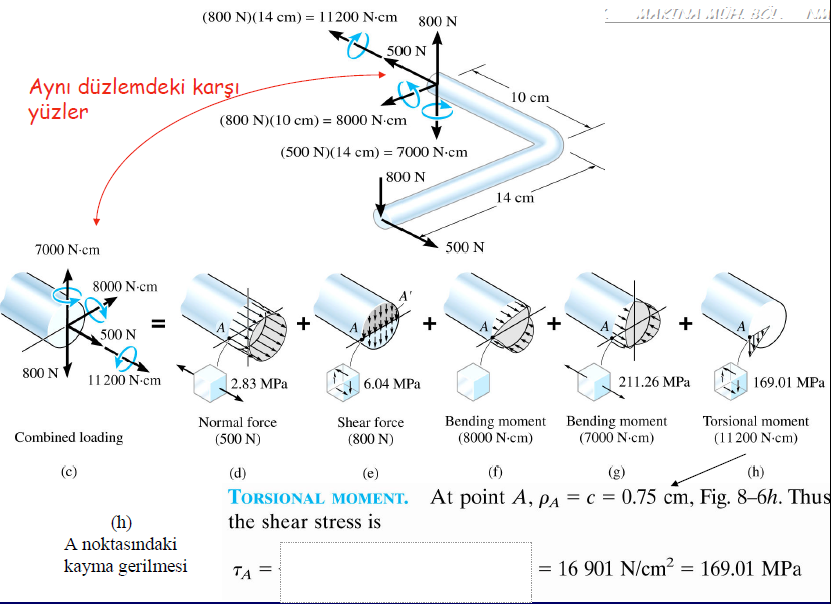 MAKİNA MÜH. BÖL.
(800 N)(14 cm) = 11200 N·cm
800 N
500 N
Aynı düzlemdeki karşı
yüzler
10 cm
(800 N)(10 cm) = 8000 N·cm
(500 N)(14 cm) = 7000 N·cm
800 N
14 cm
500 N
7000 N·cm
8000 N·cm
500 N
800 N
11 200 N·cm
=
A
+
A
A'
+
A
+
A
+
A
2.83 MPa
6.04 MPa
211.26 MPa
169.01 MPa
Combined loading
Normal force
(500 N)
Shear force
(800 N)
Bending moment
(8000 N·cm)
Bending moment
(7000 N·cm)
Torsional moment
(11 200 N·cm)
(c)
(d)
(e)
(f)
(g)
(h)
TORSIONAL MOMENT. At point A, ρA = c = 0.75 cm, Fig. 8–6h. Thus
the shear stress is
(h)
A noktasındaki
kayma gerilmesi
τA = = 16 901 N/cm² = 169.01 MPa